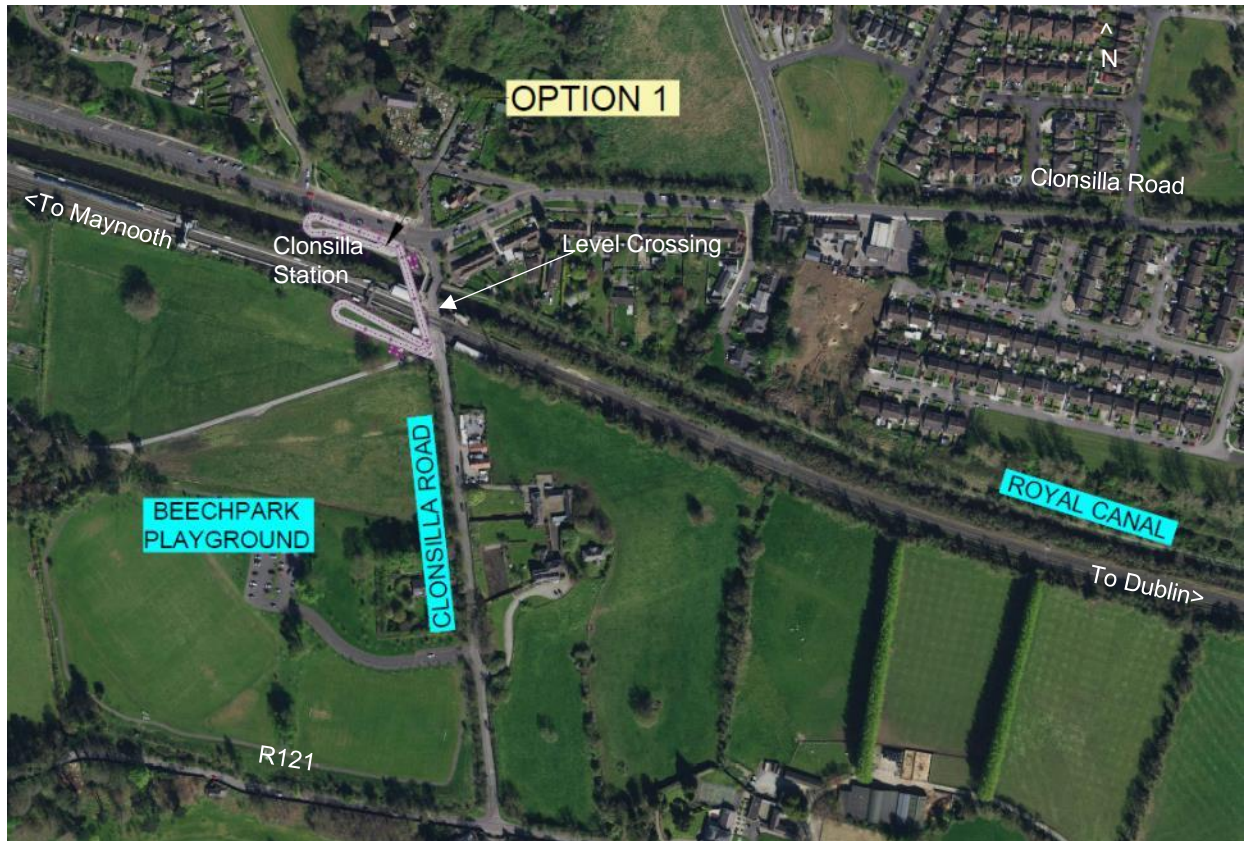 OPTION 1
^
N
Clonsilla Road
<To Maynooth
Clonsilla
Station
Level Crossing
CLONSILLA ROAD
BEECHPARK
PLAYGROUND
ROYAL CANAL
To Dublin>
R121